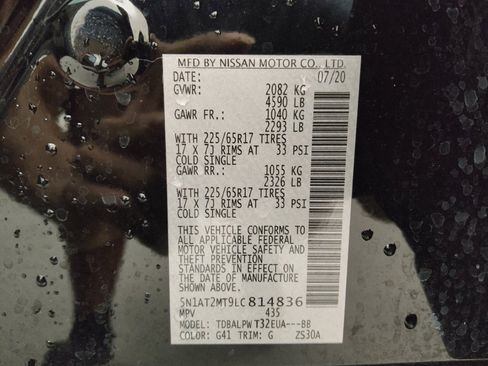 MFD BY NISSAN MOTOR CO., LTD.
DATE: 07/20
GVWR: 2082 KG
4590 LB
GAWR FR.: 1040 KG
2293 LB
WITH 225/65R17 TIRES
17 X 7J RIMS AT 33 PSI
COLD SINGLE
GAWR RR.: 1055 KG
2326 LB
WITH 225/65R17 TIRES
17 X 7J RIMS AT 33 PSI
COLD SINGLE
THIS VEHICLE CONFORMS TO
ALL APPLICABLE FEDERAL
MOTOR VEHICLE SAFETY AND
AND THEFT PREVENTION
STANDARDS IN EFFECT ON
THE DATE OF MANUFACTURE
SHOWN ABOVE.
5N1AT2MT9LC814836
MPV 435
MODEL: TDBALPW T32EUA---BB
COLOR: G41 TRIM: G ZS30A